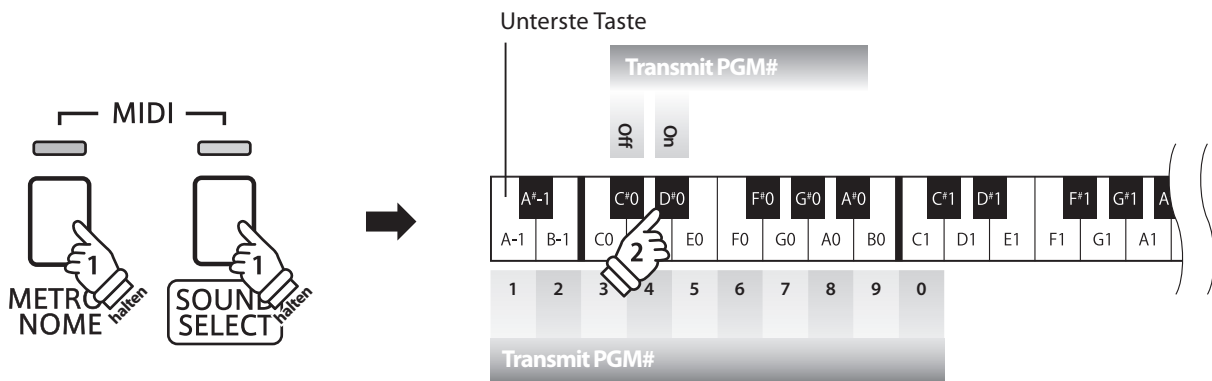 Unterste Taste
Transmit PGM#
Off On
MIDI
A#-1 C#0 D#0 F#0 G#0 A#0 C#1 D#1 F#1 G#1 A
A-1 B-1 C0 E0 F0 G0 A0 B0 C1 D1 E1 F1 G1 A1
1 1 2
halten halten
METRO
NOME
SOUND
SELECT
1 2 3 4 5 6 7 8 9 0
Transmit PGM#